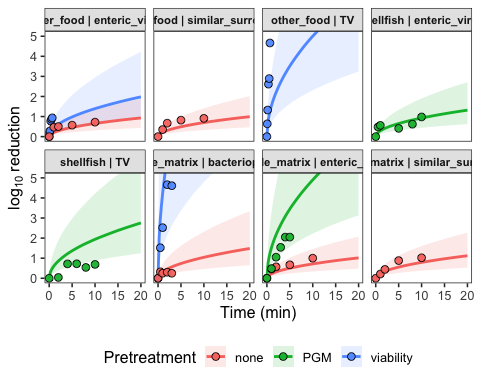 er_food | enteric_vi
food | similar_surr
other_food | TV
ellfish | enteric_vir
5
4
3
2
1
0
shellfish | TV
e_matrix | bacteriop
le_matrix | enteric_
matrix | similar_sur
5
4
3
2
1
0
log10 reduction
0 5 10 15 20 0 5 10 15 20 0 5 10 15 20 0 5 10 15 20
Time (min)
Pretreatment none PGM viability